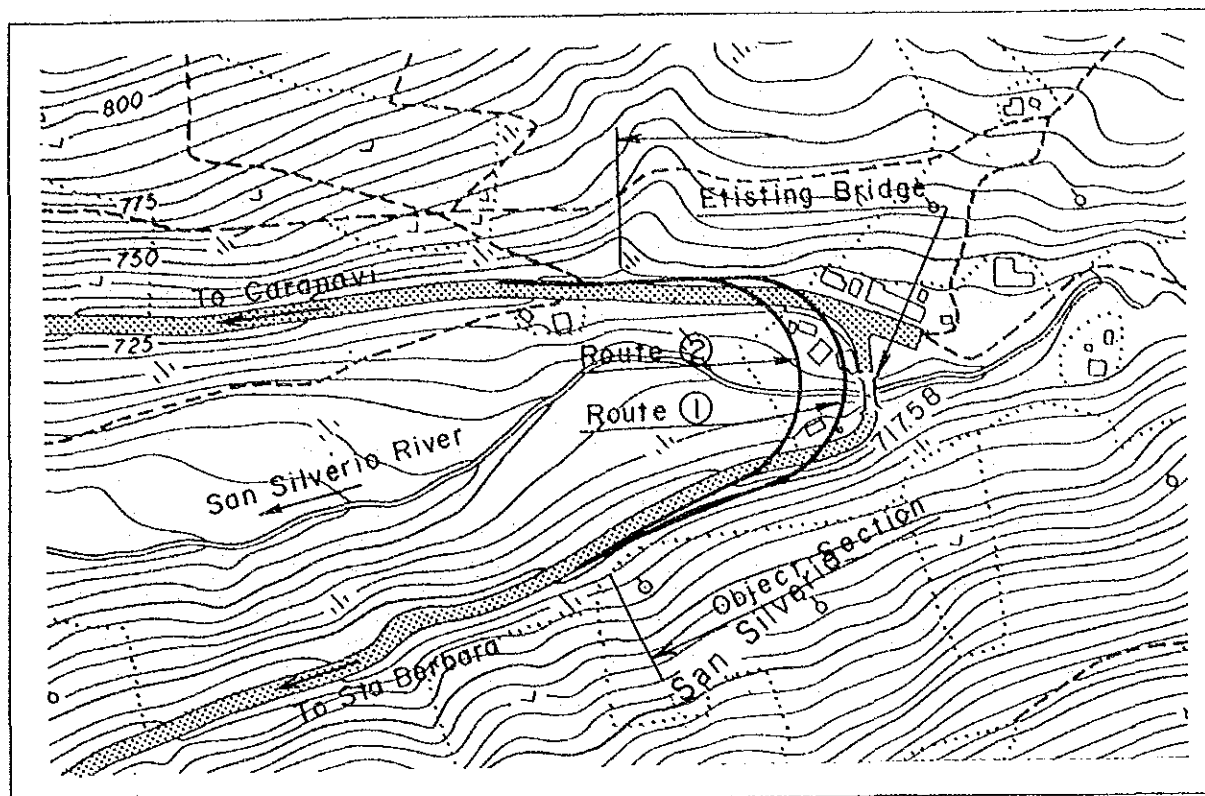 800
775
750
725
To Caranavi
Etisting Bridge
Route ②
Route ①
71758
San Silverio River
Object Section
San Silverio
To Sta Barbara